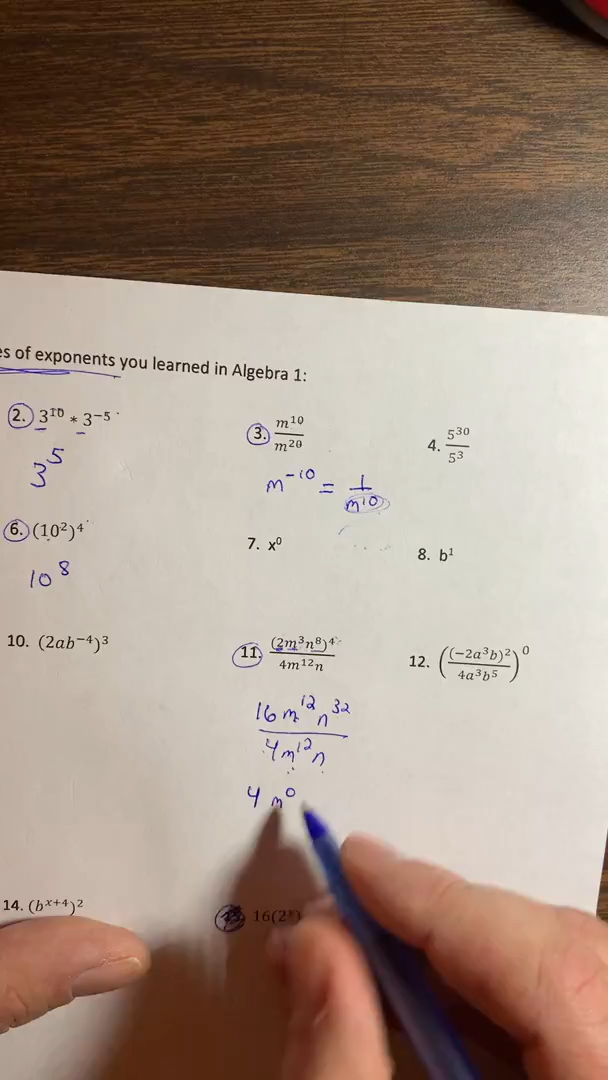 es of exponents you learned in Algebra 1:
2. 3¹⁰ * 3⁻⁵
3. m¹⁰/m²⁰
4. 5³⁰/5³
3⁵
m⁻¹⁰ = 1/m¹⁰
6. (10²)⁴
7. x⁰
8. b¹
10⁸
10. (2ab⁻⁴)³
11. (2m³n⁸)⁴/4m¹²n
12. ((-2a³b)²/4a³b⁵)⁰
16m¹²n³²/4m¹²n
4 m⁰
14. (bˣ⁺⁴)²
16(2